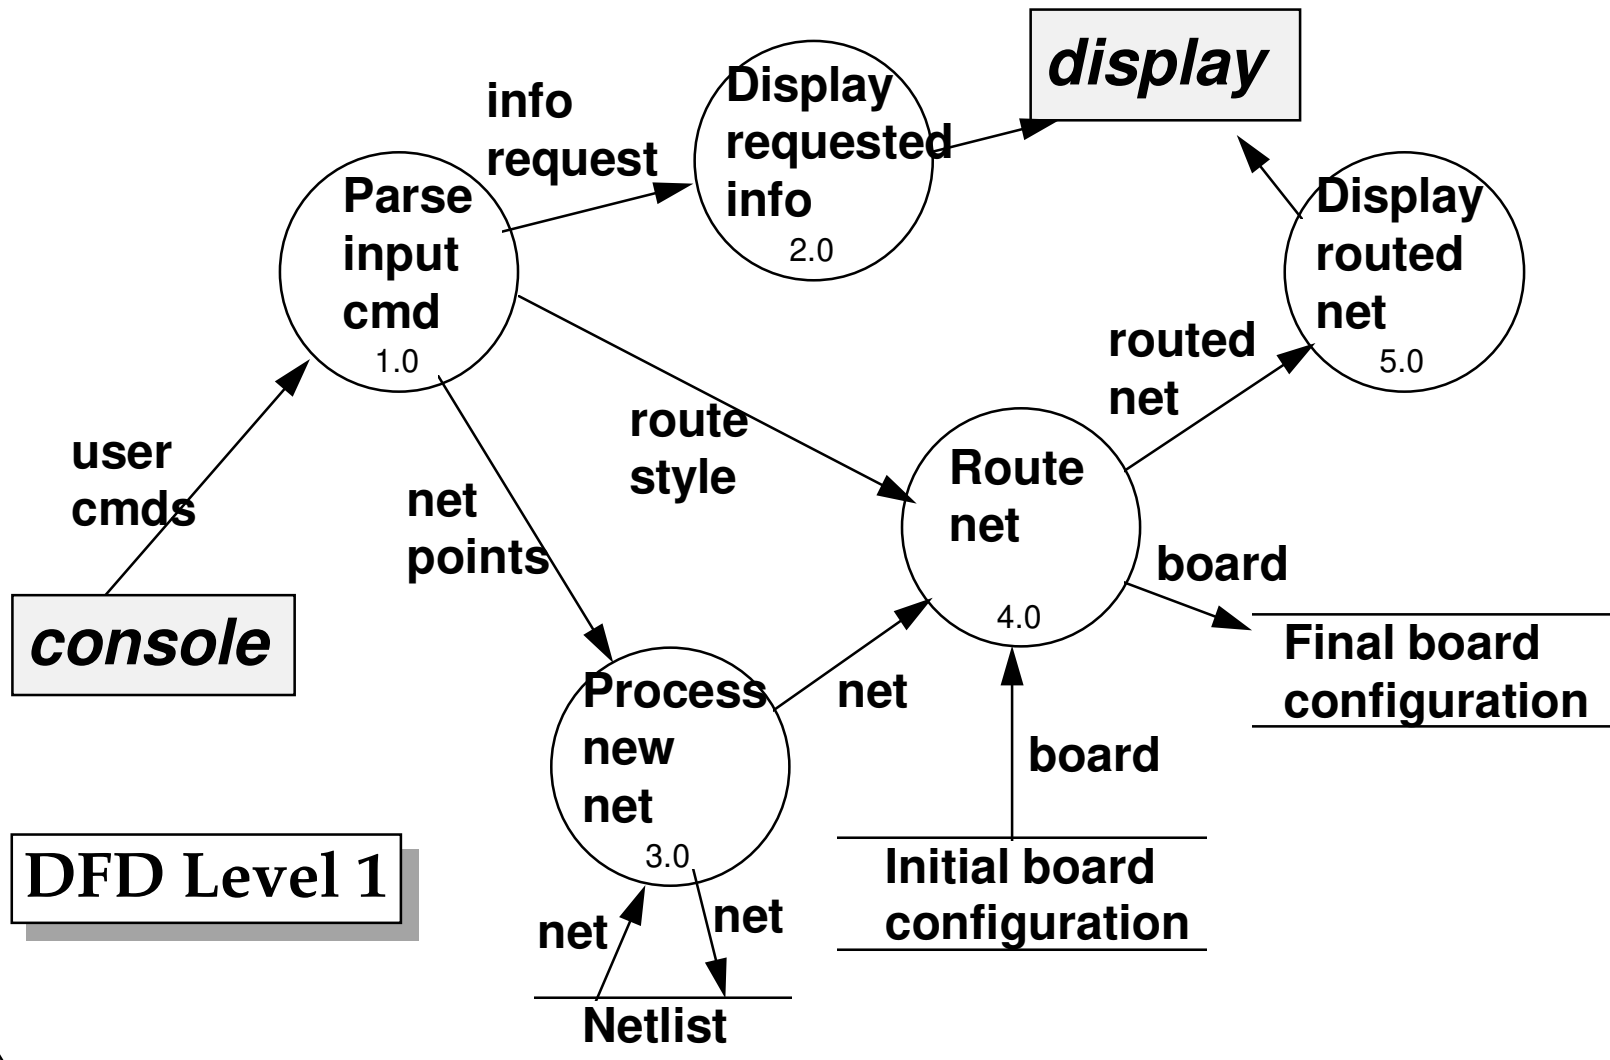 info
request
Display
requested
info
2.0
display
Parse
input
cmd
1.0
Display
routed
net
5.0
routed
net
user
cmds
route
style
net
points
Route
net
4.0
board
console
Final board
configuration
Process
new
net
3.0
net
board
Initial board
configuration
DFD Level 1
net
net
Netlist